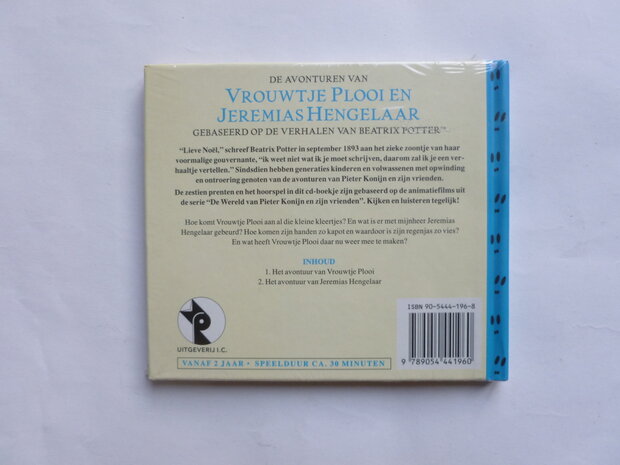 DE AVONTUREN VAN
VROUWTJE PLOOI EN
JEREMIAS HENGELAAR
GEBASEERD OP DE VERHALEN VAN BEATRIX POTTER™
"Lieve Noël," schreef Beatrix Potter in september 1893 aan het zieke zoontje van haar
voormalige gouvernante, "ik weet niet wat ik je moet schrijven, daarom zal ik je een ver-
haaltje vertellen." Sindsdien hebben generaties kinderen en volwassenen met opwinding
en ontroering genoten van de avonturen van Pieter Konijn en zijn vrienden.
De zestien prenten en het hoorspel in dit cd-boekje zijn gebaseerd op de animatiefilms uit
de serie "De Wereld van Pieter Konijn en zijn vrienden". Kijken en luisteren tegelijk!
Hoe komt Vrouwtje Plooi aan al die kleine kleertjes? En wat is er met mijnheer Jeremias
Hengelaar gebeurd? Hoe komen zijn handen zo kapot en waardoor is zijn regenjas zo vies?
En wat heeft Vrouwtje Plooi daar nu weer mee te maken?
INHOUD
1. Het avontuur van Vrouwtje Plooi
2. Het avontuur van Jeremias Hengelaar
ISBN 90-5444-196-8
UITGEVERIJ I.C.
VANAF 2 JAAR • SPEELDUUR CA. 30 MINUTEN
9 789054 441960